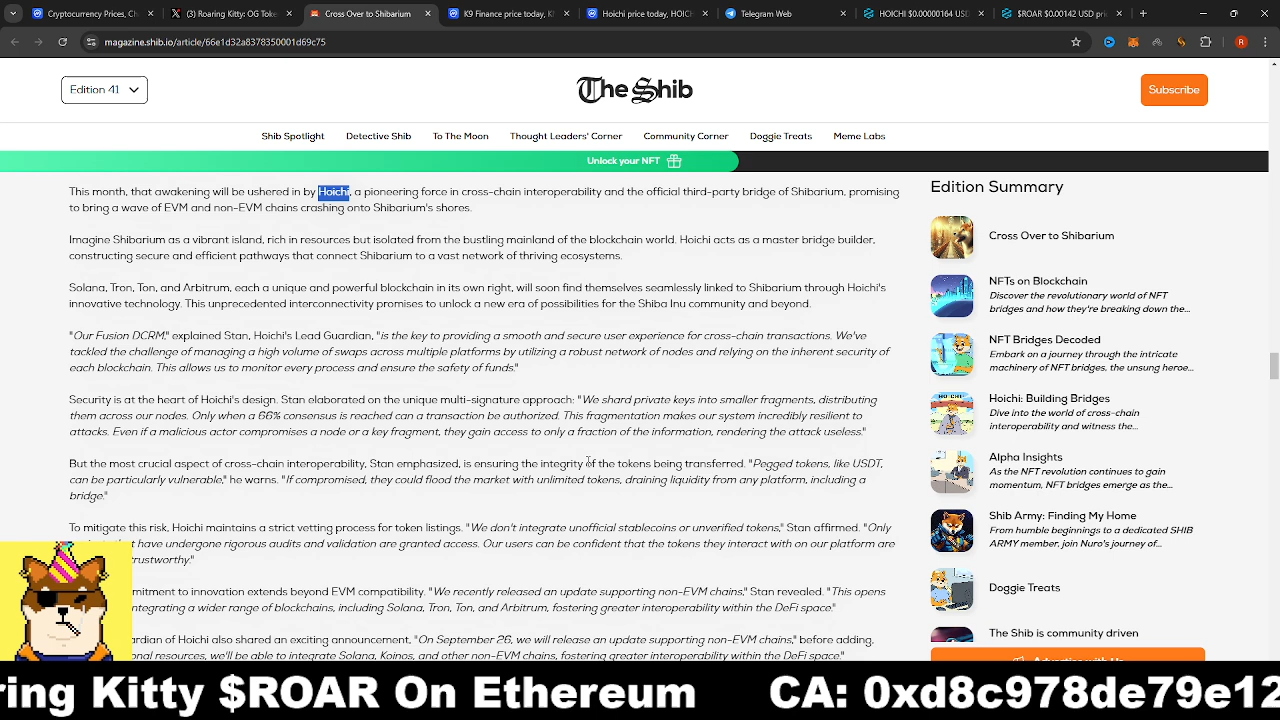 Cryptocurrency Prices, C
(3) Roaring Kitty: OG Token
Cross Over to Shibarium
K9 Finance price today, K
Hoichi price today, HOIC
Telegram Web
HOICHI $0.00000164 USD
$ROAR $0.00142 USD pri
magazine.shib.io/article/66e1d32a8378350001d69c75
R
Edition 41
The Shib
Subscribe
Shib Spotlight
Detective Shib
To The Moon
Thought Leaders' Corner
Community Corner
Doggie Treats
Meme Labs
Unlock your NFT
This month, that awakening will be ushered in by Hoichi, a pioneering force in cross-chain interoperability and the official third-party bridge of Shibarium, promising
to bring a wave of EVM and non-EVM chains crashing onto Shibarium's shores.
Imagine Shibarium as a vibrant island, rich in resources but isolated from the bustling mainland of the blockchain world. Hoichi acts as a master bridge builder,
constructing secure and efficient pathways that connect Shibarium to a vast network of thriving ecosystems.
Solana, Tron, Ton, and Arbitrum, each a unique and powerful blockchain in its own right, will soon find themselves seamlessly linked to Shibarium through Hoichi's
innovative technology. This unprecedented interconnectivity promises to unlock a new era of possibilities for the Shiba Inu community and beyond.
"Our Fusion DCRM," explained Stan, Hoichi's Lead Guardian, "is the key to providing a smooth and secure user experience for cross-chain transactions. We've
tackled the challenge of managing a high volume of swaps across multiple platforms by utilizing a robust network of nodes and relying on the inherent security of
each blockchain. This allows us to monitor every process and ensure the safety of funds."
Security is at the heart of Hoichi's design. Stan elaborated on the unique multi-signature approach: "We shard private keys into smaller fragments, distributing
them across our nodes. Only when a 66% consensus is reached can a transaction be authorized. This fragmentation makes our system incredibly resilient to
attacks. Even if a malicious actor compromises a node or a key fragment, they gain access to only a fraction of the information, rendering the attack useless."
But the most crucial aspect of cross-chain interoperability, Stan emphasized, is ensuring the integrity of the tokens being transferred. "Pegged tokens, like USDT,
can be particularly vulnerable," he warns. "If compromised, they could flood the market with unlimited tokens, draining liquidity from any platform, including a
bridge."
To mitigate this risk, Hoichi maintains a strict vetting process for token listings. "We don't integrate unofficial stablecoins or unverified tokens," Stan affirmed. "Only
that have undergone rigorous audits and validation are granted access. Our users can be confident that the tokens they interact with on our platform are
trustworthy."
mitment to innovation extends beyond EVM compatibility. "We recently released an update supporting non-EVM chains," Stan revealed. "This opens
ntegrating a wider range of blockchains, including Solana, Tron, Ton, and Arbitrum, fostering greater interoperability within the DeFi space."
ardian of Hoichi also shared an exciting announcement, "On September 26, we will release an update supporting non-EVM chains," before adding,
onal resources, we'll be able to integrate Solana, Koinos, and other non-EVM chains, fostering greater interoperability within the DeFi space."
Edition Summary
Cross Over to Shibarium
NFTs on Blockchain
Discover the revolutionary world of NFT
bridges and how they're breaking down the...
NFT Bridges Decoded
Embark on a journey through the intricate
machinery of NFT bridges, the unsung heroe...
Hoichi: Building Bridges
Dive into the world of cross-chain
interoperability and witness the...
Alpha Insights
As the NFT revolution continues to gain
momentum, NFT bridges emerge as the...
Shib Army: Finding My Home
From humble beginnings to a dedicated SHIB
ARMY member, join Nuro's journey of...
Doggie Treats
The Shib is community driven
Advertise with Us
ring Kitty $ROAR On Ethereum CA: 0xd8c978de79e12